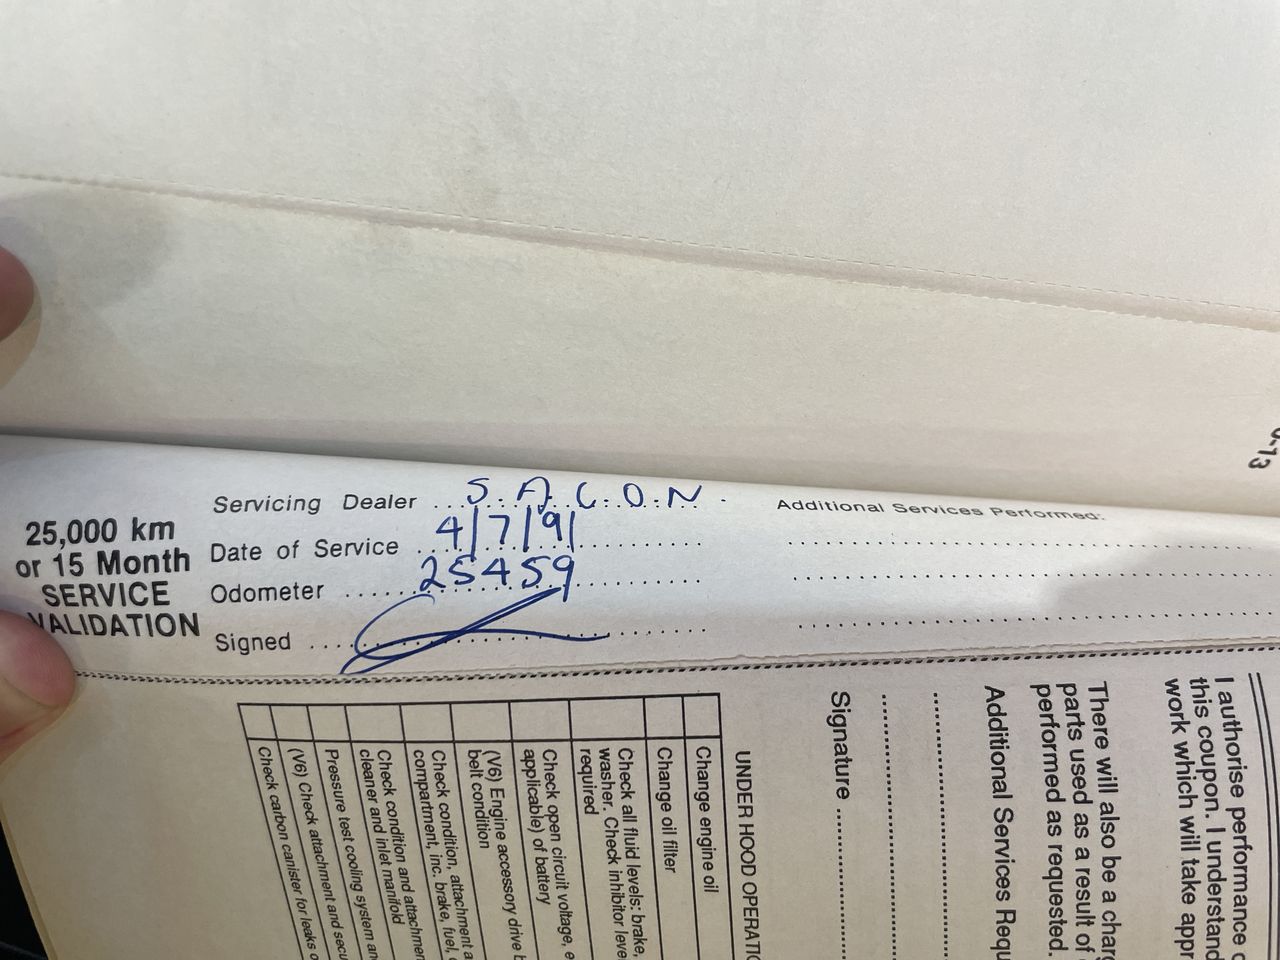 25,000 km
or 15 Month
SERVICE
VALIDATION
Servicing Dealer ... S. A. C. O. N.
Date of Service ... 4/7/91
Odometer ... 25459
Signed ...
Additional Services Performed:
0-13
I authorise performance o
this coupon. I understand
work which will take appr
There will also be a charg
parts used as a result of
performed as requested.
Additional Services Requ
Signature
UNDER HOOD OPERATIO
Change engine oil
Change oil filter
Check all fluid levels: brake,
washer. Check inhibitor leve
required
Check open circuit voltage, e
applicable) of battery
(V6) Engine accessory drive b
belt condition
Check condition, attachment a
compartment, inc. brake, fuel,
Check condition and attachmen
cleaner and inlet manifold
Pressure test cooling system an
(V6) Check attachment and secu
Check carbon canister for leaks o